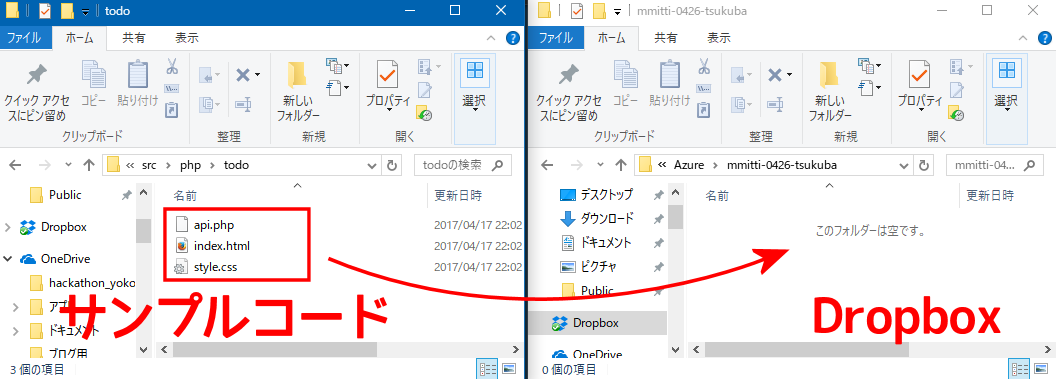 todo
ファイル
ホーム
共有
表示
クイック アクセスにピン留め
コピー
貼り付け
新しいフォルダー
プロパティ
選択
クリップボード
整理
新規
開く
src
php
todo
todoの検索
Public
Dropbox
OneDrive
hackathon_yoko
アプ
ドキュメント
ブログ用
名前
更新日時
api.php
2017/04/17 22:02
index.html
2017/04/17 22:02
style.css
2017/04/17 22:02
サンプルコード
3 個の項目
mmitti-0426-tsukuba
ファイル
ホーム
共有
表示
クイック アクセスにピン留め
コピー
貼り付け
新しいフォルダー
プロパティ
選択
クリップボード
整理
新規
開く
Azure
mmitti-0426-tsukuba
mmitti-04...
デスクトップ
ダウンロード
ドキュメント
ピクチャ
Public
Dropbox
OneDrive
名前
更新日時
このフォルダーは空です。
Dropbox
0 個の項目